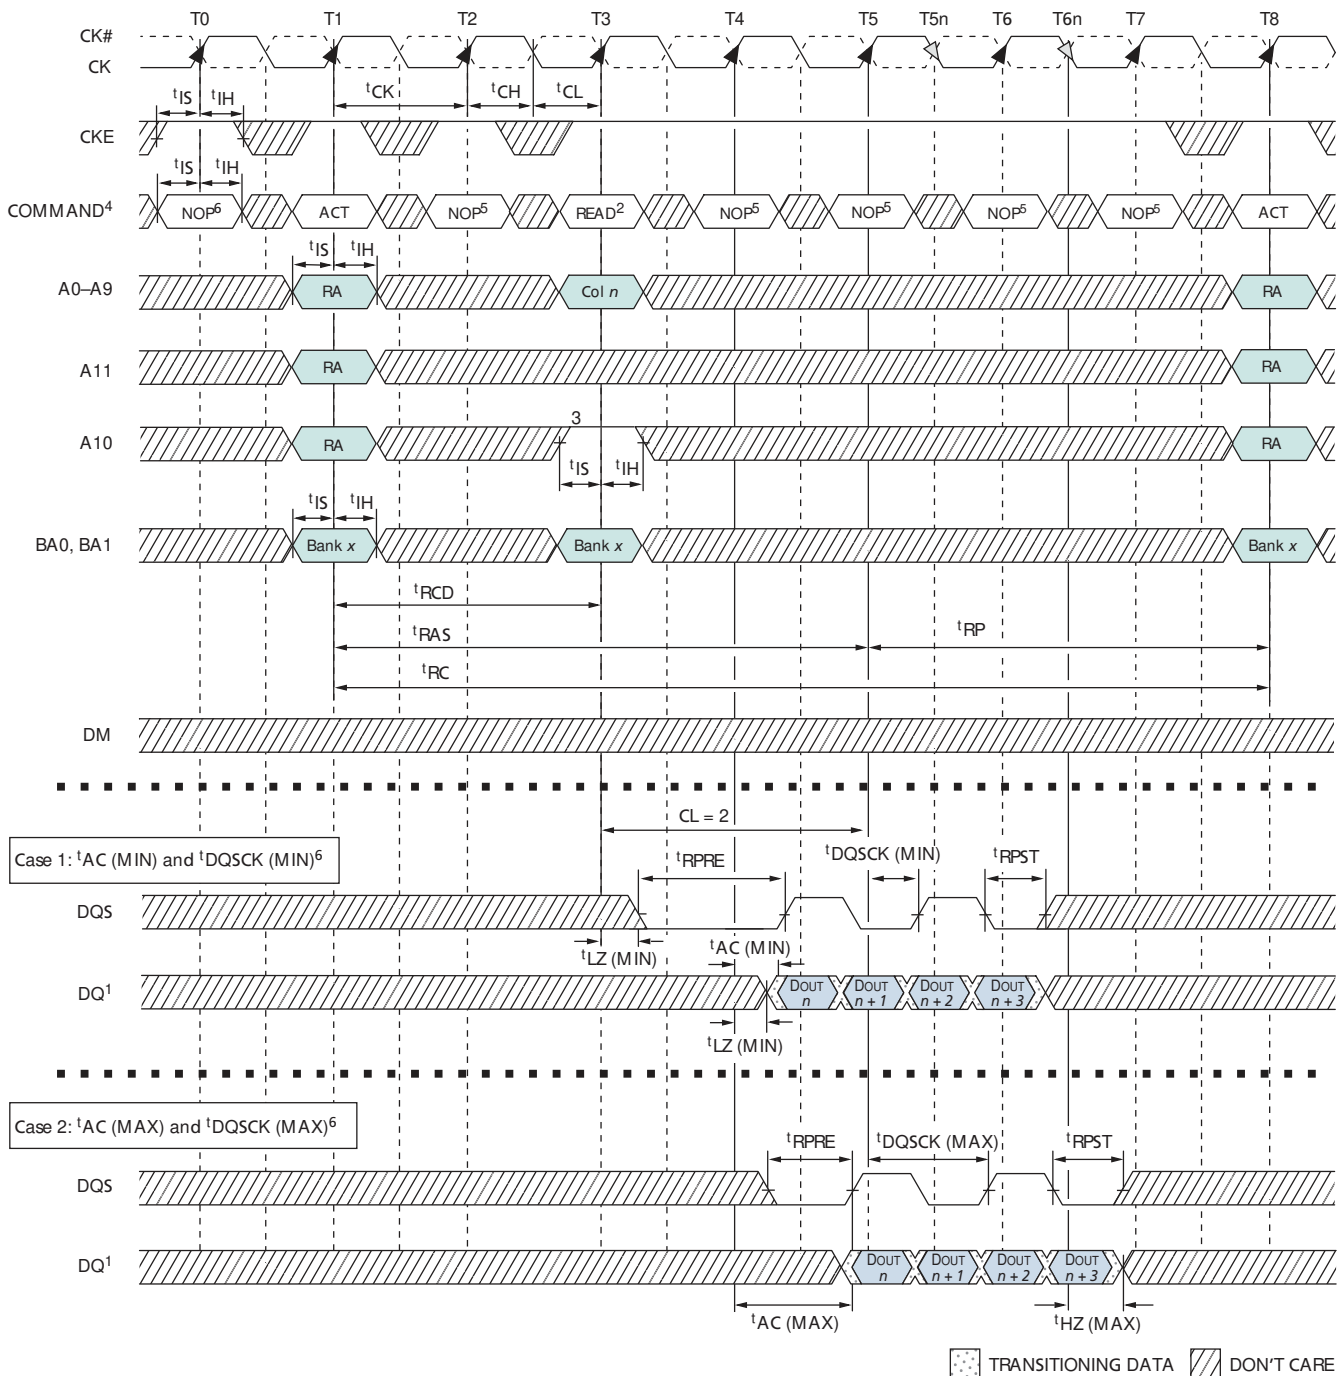 T0 T1 T2 T3 T4 T5 T5n T6 T6n T7 T8
CK#
CK
tIS tIH tCK tCH tCL
CKE
tIS tIH
COMMAND4 NOP6 ACT NOP5 READ2 NOP5 NOP5 NOP5 NOP5 ACT
tIS tIH
A0–A9 RA Col n RA
A11 RA RA
3
A10 RA RA
tIS tIH
tIS tIH
BA0, BA1 Bank x Bank x Bank x
tRCD
tRAS tRP
tRC
DM
CL = 2
Case 1: tAC (MIN) and tDQSCK (MIN)6
tRPRE tDQSCK (MIN) tRPST
DQS
tLZ (MIN) tAC (MIN)
DQ1 DOUT n DOUT n + 1 DOUT n + 2 DOUT n + 3
tLZ (MIN)
Case 2: tAC (MAX) and tDQSCK (MAX)6
tRPRE tDQSCK (MAX) tRPST
DQS
DQ1 DOUT n DOUT n + 1 DOUT n + 2 DOUT n + 3
tAC (MAX) tHZ (MAX)
TRANSITIONING DATA DON'T CARE